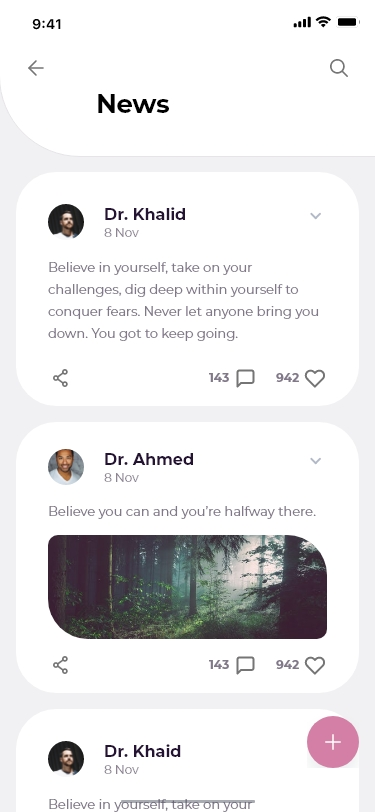 9:41
News
Dr. Khalid
8 Nov
Believe in yourself, take on your
challenges, dig deep within yourself to
conquer fears. Never let anyone bring you
down. You got to keep going.
143 942
Dr. Ahmed
8 Nov
Believe you can and you're halfway there.
143 942
Dr. Khaid
8 Nov
Believe in yourself, take on your